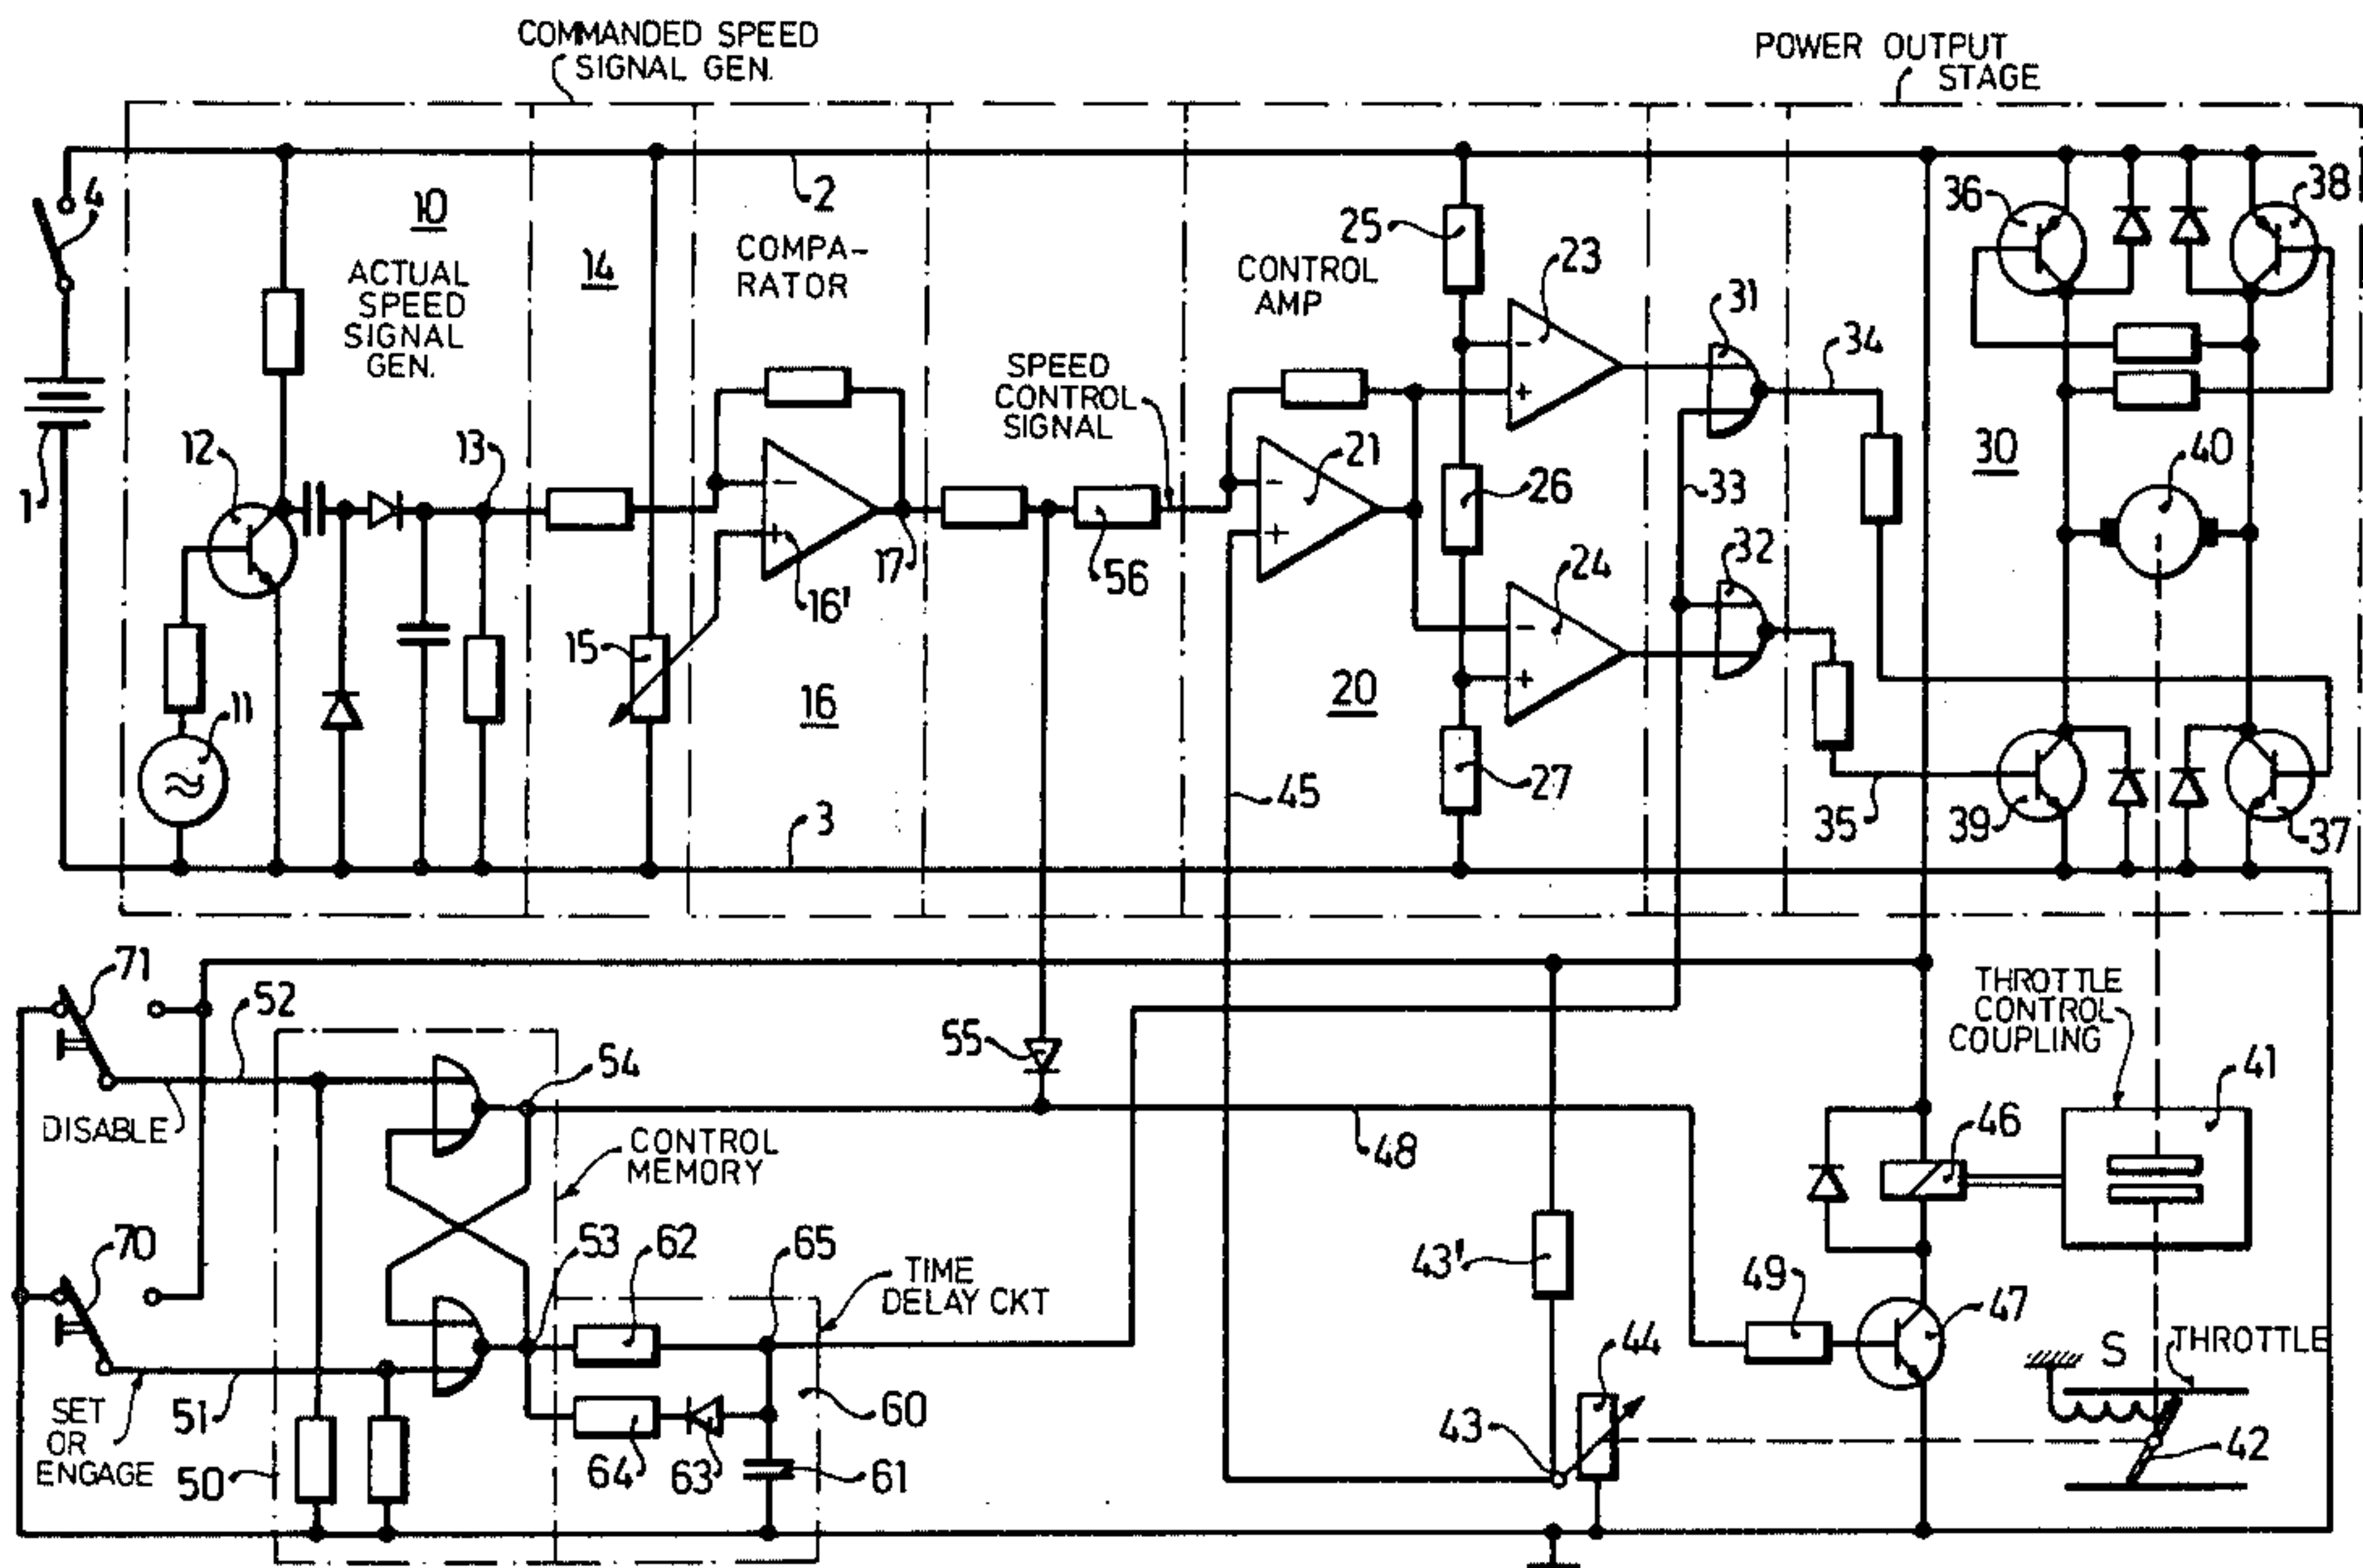 COMMANDED SPEED
SIGNAL GEN.
POWER OUTPUT
STAGE
4
10
2
36
38
14
COMPA-
RATOR
25
23
ACTUAL
SPEED
SIGNAL
GEN.
CONTROL
AMP
31
34
SPEED
CONTROL
SIGNAL
1
12
13
-
+
21
26
33
30
40
17
56
16'
24
32
15
11
16
20
27
45
3
35
39
37
71
52
THROTTLE
CONTROL
COUPLING
55
54
41
DISABLE
CONTROL
MEMORY
48
46
70
53
62
65
TIME
DELAY CKT
43'
49
47
44
S
THROTTLE
SET
OR
ENGAGE
51
50
64
63
61
60
43
42